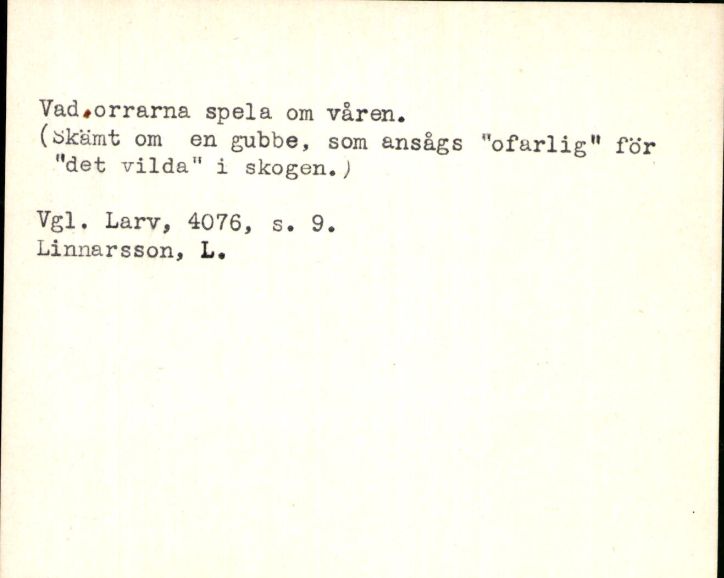 Vad orrarna spela om våren.
(Skämt om en gubbe, som ansågs "ofarlig" för
"det vilda" i skogen.)
Vgl. Larv, 4076, s. 9.
Linnarsson, L.